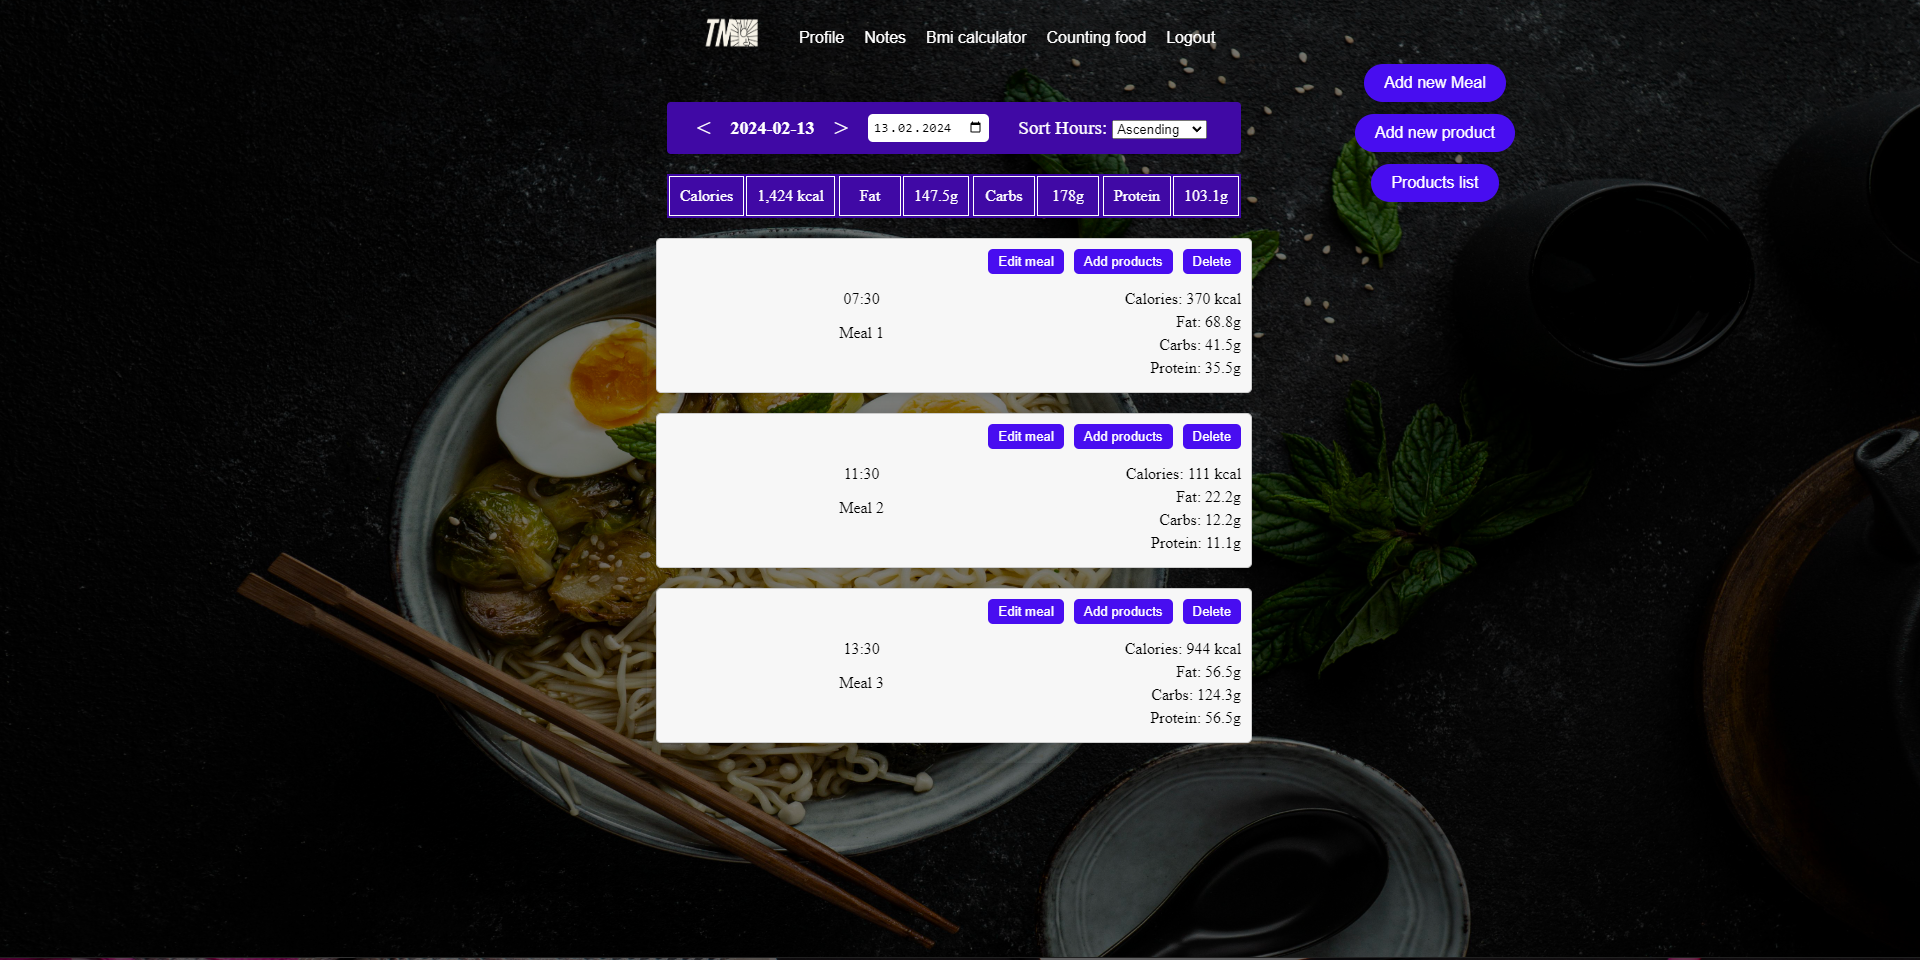 TM
Profile Notes Bmi calculator Counting food Logout
Add new Meal
Add new product
Products list
< 2024-02-13 > 13.02.2024 Sort Hours: Ascending
Calories 1,424 kcal Fat 147.5g Carbs 178g Protein 103.1g
Edit meal Add products Delete
07:30
Meal 1
Calories: 370 kcal
Fat: 68.8g
Carbs: 41.5g
Protein: 35.5g
Edit meal Add products Delete
11:30
Meal 2
Calories: 111 kcal
Fat: 22.2g
Carbs: 12.2g
Protein: 11.1g
Edit meal Add products Delete
13:30
Meal 3
Calories: 944 kcal
Fat: 56.5g
Carbs: 124.3g
Protein: 56.5g